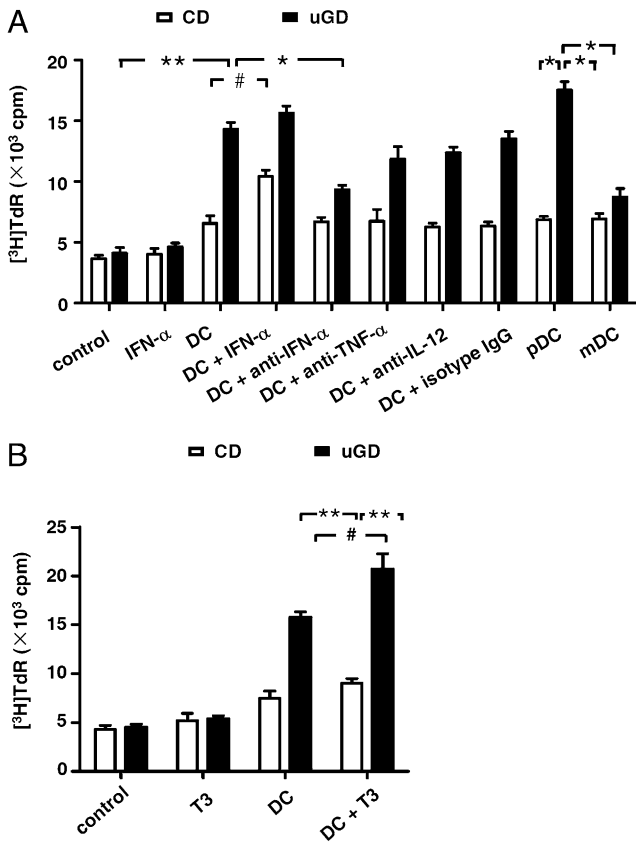 A
CD uGD
[³H]TdR (×10³ cpm)
20
15
10
5
0
** *
#
* * *
control IFN-α DC DC + IFN-α DC + anti-IFN-α DC + anti-TNF-α DC + anti-IL-12 DC + isotype IgG pDC mDC
B
CD uGD
[³H]TdR (×10³ cpm)
25
20
15
10
5
0
** **
#
control T3 DC DC + T3